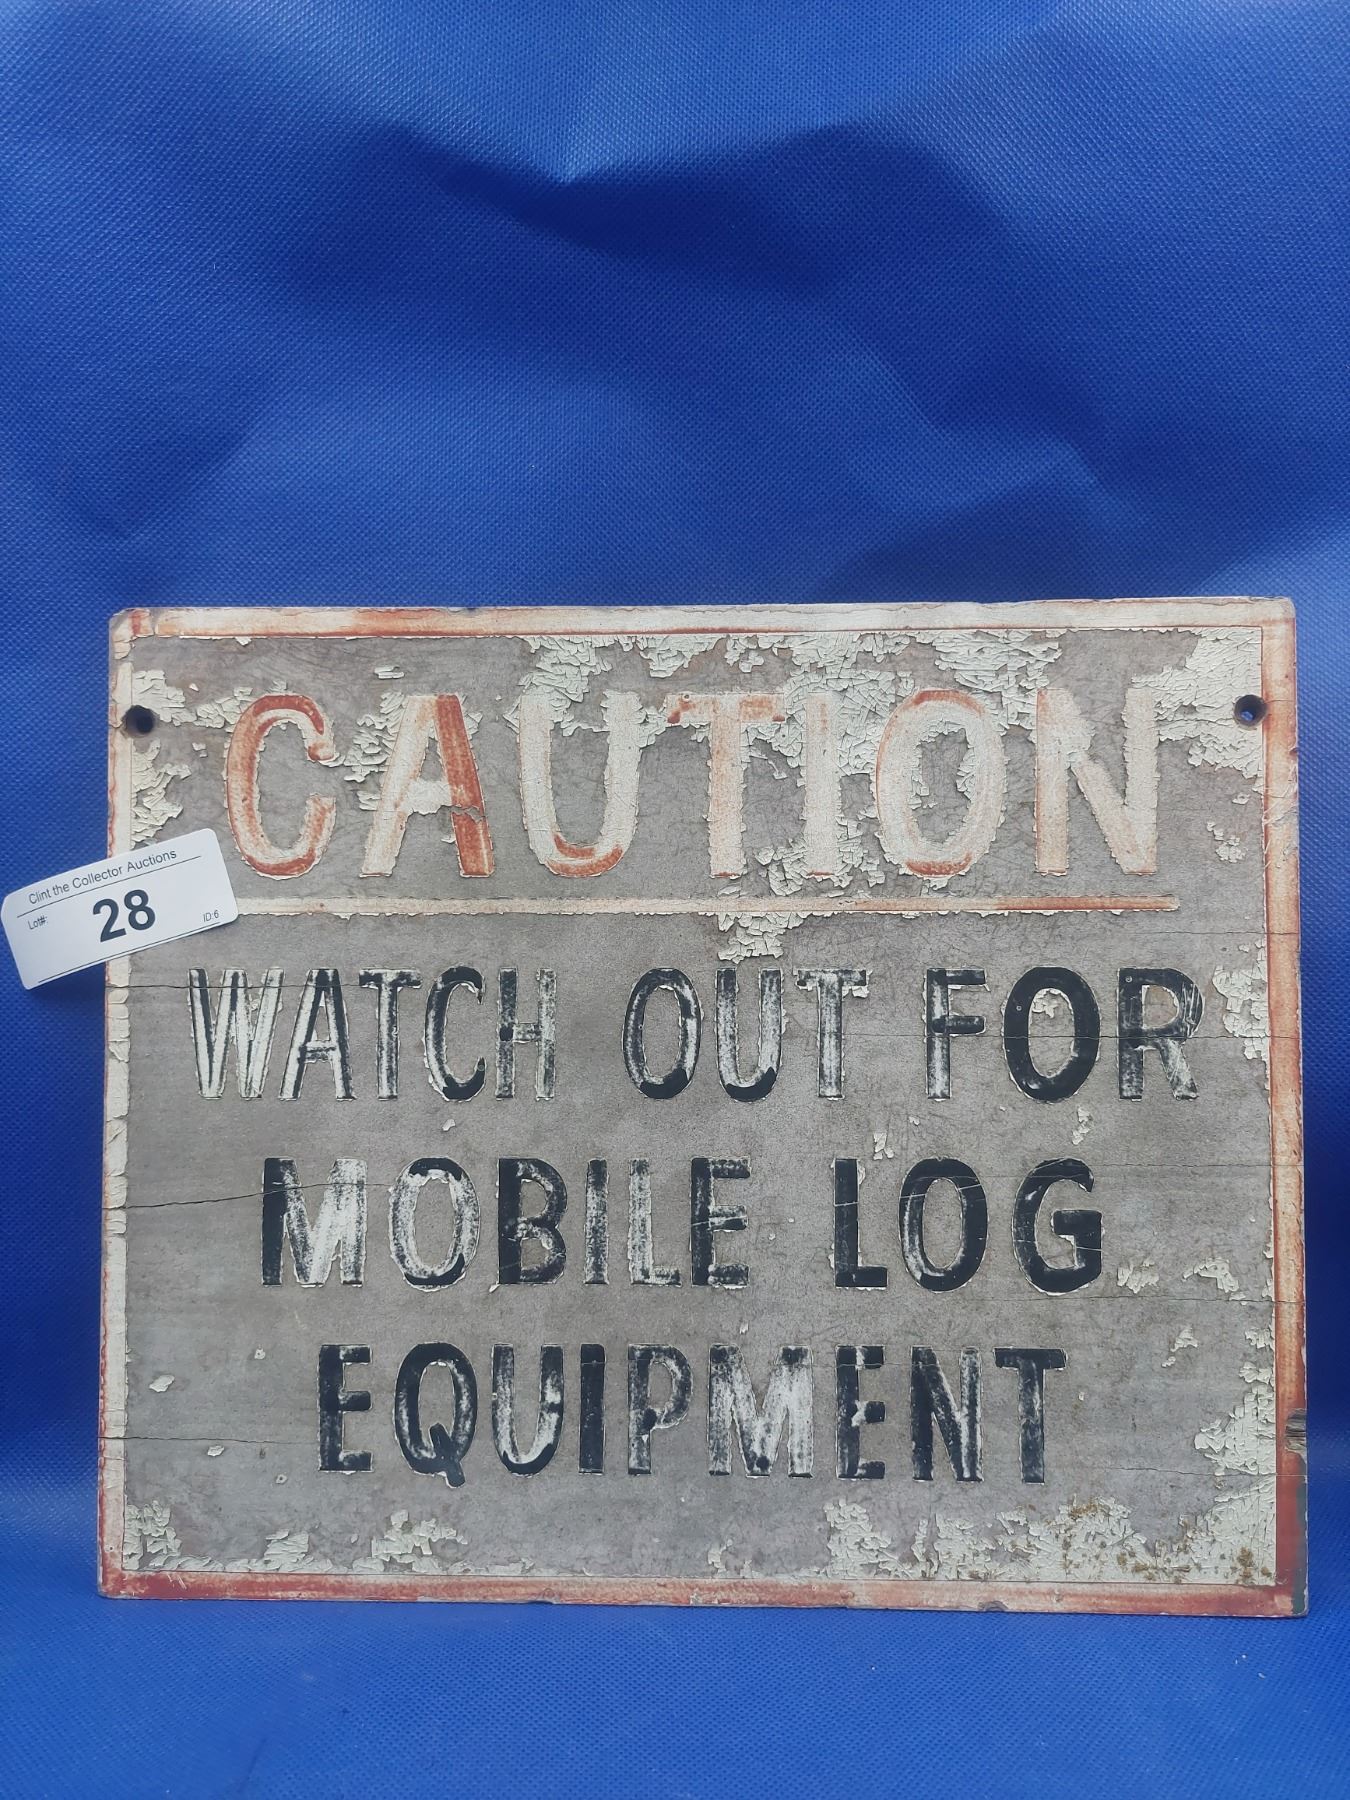 CAUTION
Clint the Collector Auctions
Lot#: 28 ID:6
WATCH OUT FOR
MOBILE LOG
EQUIPMENT